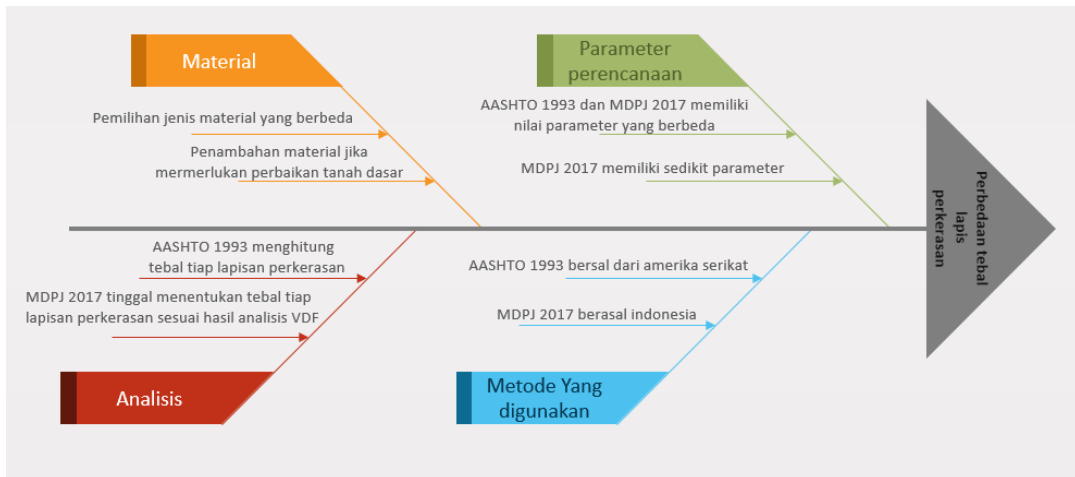 Material
Pemilihan jenis material yang berbeda
Penambahan material jika
mermerlukan perbaikan tanah dasar
Parameter
perencanaan
AASHTO 1993 dan MDPJ 2017 memiliki
nilai parameter yang berbeda
MDPJ 2017 memiliki sedikit parameter
AASHTO 1993 menghitung
tebal tiap lapisan perkerasan
MDPJ 2017 tinggal menentukan tebal tiap
lapisan perkerasan sesuai hasil analisis VDF
Analisis
AASHTO 1993 bersal dari amerika serikat
MDPJ 2017 berasal indonesia
Metode Yang
digunakan
Perbedaan tebal
lapis
perkerasan